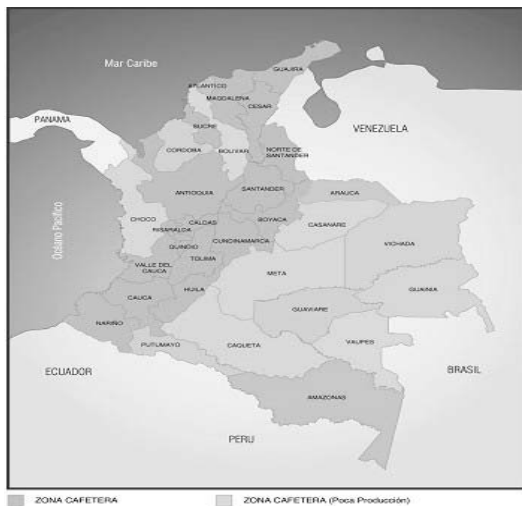 Mar Caribe
GUAJIRA
ATLANTICO
MAGDALENA
CESAR
PANAMA
SUCRE
VENEZUELA
CORDOBA
BOLIVAR
NORTE DE
SANTANDER
ANTIOQUIA
SANTANDER
ARAUCA
Océano Pacífico
CHOCO
CALDAS
BOYACA
CASANARE
RISARALDA
CUNDINAMARCA
VICHADA
QUINDIO
VALLE DEL
CAUCA
TOLIMA
META
HUILA
GUAINIA
CAUCA
GUAVIARE
NARIÑO
PUTUMAYO
CAQUETA
VAUPES
ECUADOR
BRASIL
AMAZONAS
PERU
ZONA CAFETERA
ZONA CAFETERA (Poca Producción)